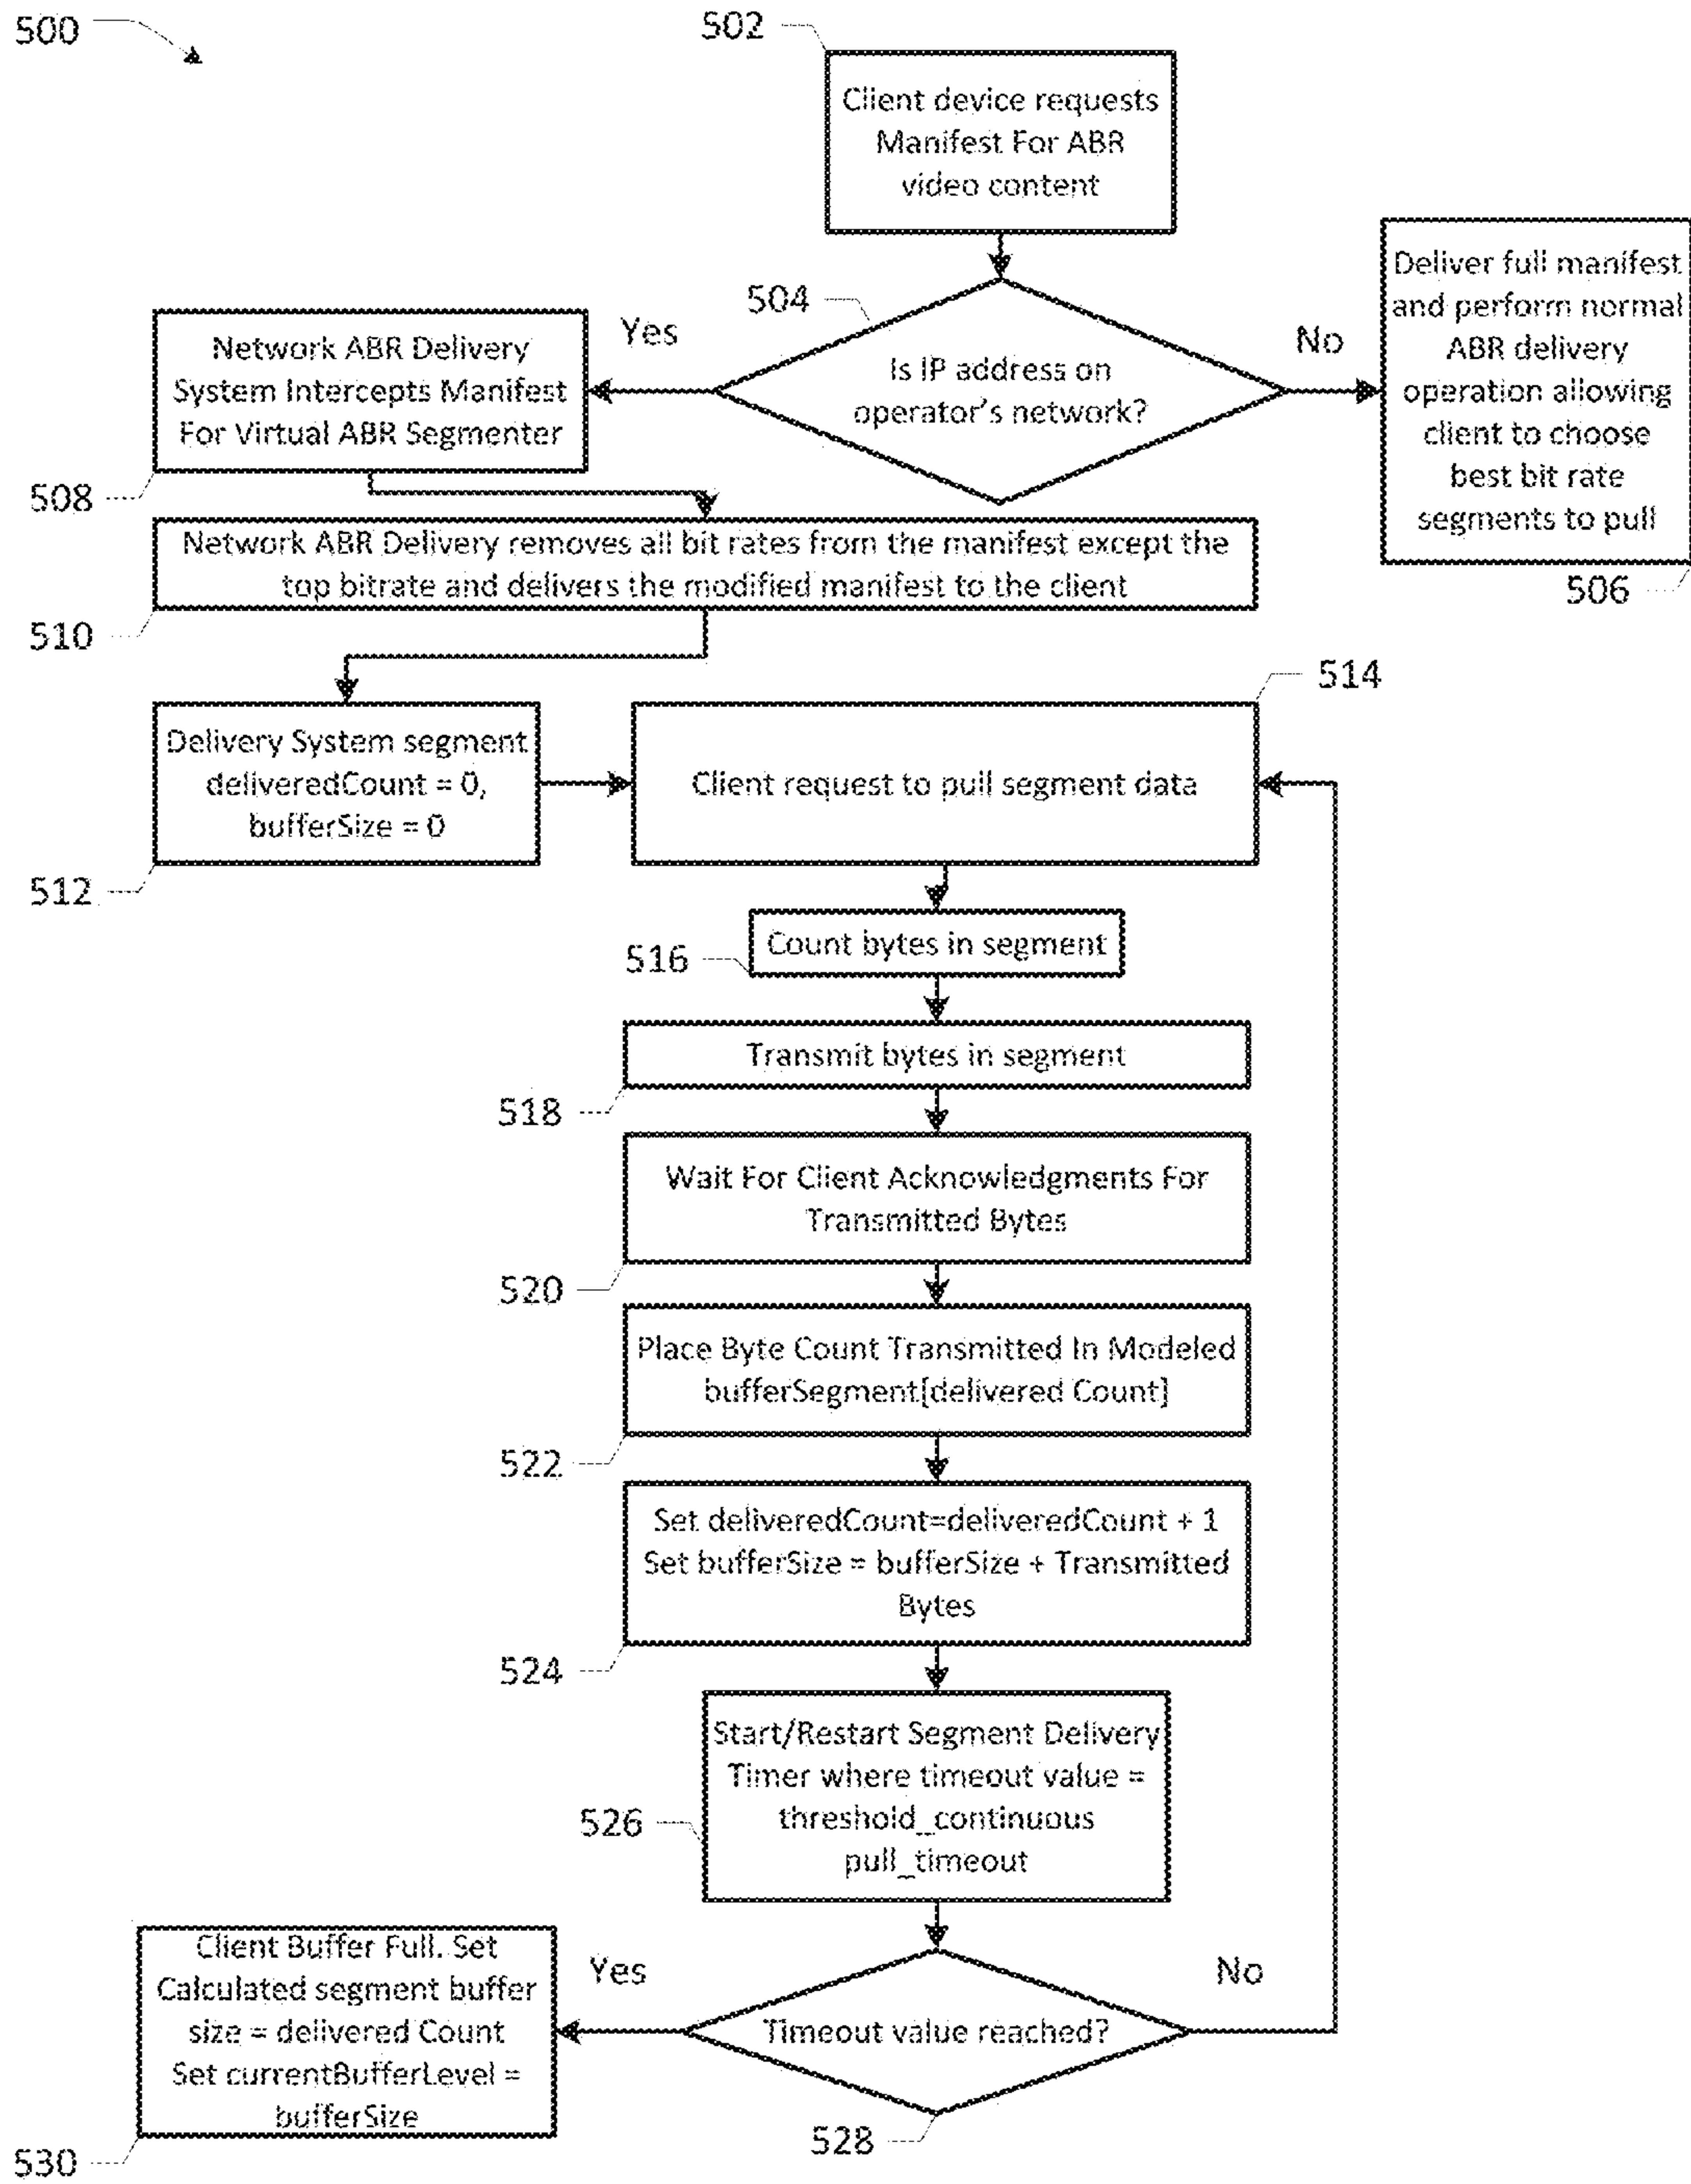 500
502
Client device requests
Manifest For ABR
video content
504
Is IP address on
operator's network?
Yes
No
Deliver full manifest
and perform normal
ABR delivery
operation allowing
client to choose
best bit rate
segments to pull
506
Network ABR Delivery
System Intercepts Manifest
For Virtual ABR Segmenter
508
Network ABR Delivery removes all bit rates from the manifest except the
top bitrate and delivers the modified manifest to the client
510
Delivery System segment
deliveredCount = 0,
bufferSize = 0
512
514
Client request to pull segment data
Count bytes in segment
516
Transmit bytes in segment
518
Wait For Client Acknowledgments For
Transmitted Bytes
520
Place Byte Count Transmitted In Modeled
bufferSegment[delivered Count]
522
Set deliveredCount=deliveredCount + 1
Set bufferSize = bufferSize + Transmitted
Bytes
524
Start/Restart Segment Delivery
Timer where timeout value =
threshold_continuous
pull_timeout
526
Timeout value reached?
Yes
No
528
Client Buffer Full. Set
Calculated segment buffer
size = delivered Count
Set currentBufferLevel =
bufferSize
530